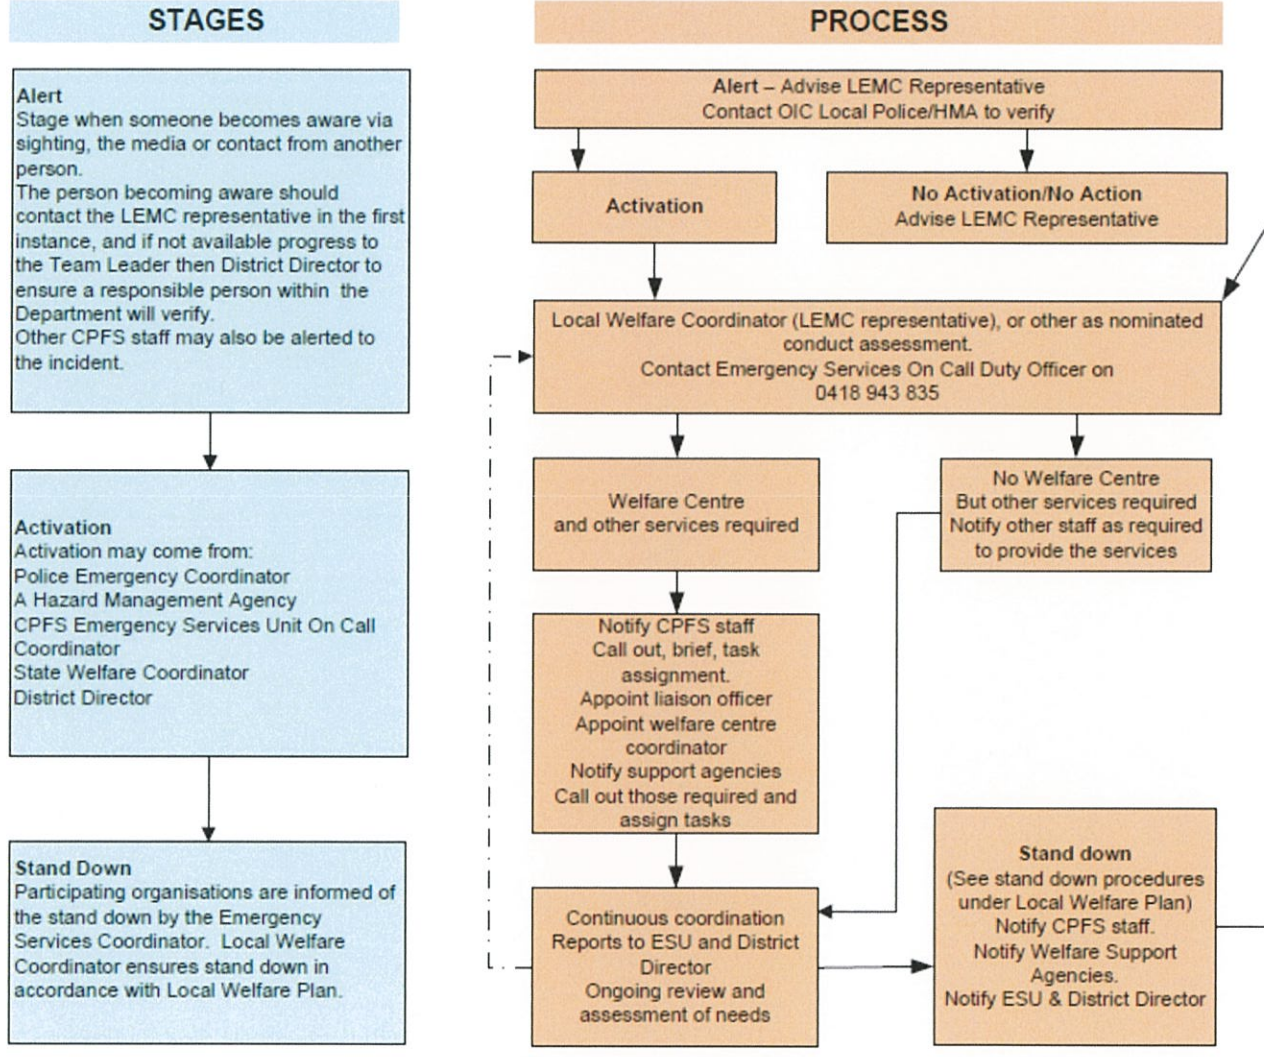 STAGES
Alert
Stage when someone becomes aware via
sighting, the media or contact from another
person.
The person becoming aware should
contact the LEMC representative in the first
instance, and if not available progress to
the Team Leader then District Director to
ensure a responsible person within the
Department will verify.
Other CPFS staff may also be alerted to
the incident.
Activation
Activation may come from:
Police Emergency Coordinator
A Hazard Management Agency
CPFS Emergency Services Unit On Call
Coordinator
State Welfare Coordinator
District Director
Stand Down
Participating organisations are informed of
the stand down by the Emergency
Services Coordinator. Local Welfare
Coordinator ensures stand down in
accordance with Local Welfare Plan.
PROCESS
Alert – Advise LEMC Representative
Contact OIC Local Police/HMA to verify
Activation
No Activation/No Action
Advise LEMC Representative
Local Welfare Coordinator (LEMC representative), or other as nominated
conduct assessment.
Contact Emergency Services On Call Duty Officer on
0418 943 835
Welfare Centre
and other services required
No Welfare Centre
But other services required
Notify other staff as required
to provide the services
Notify CPFS staff
Call out, brief, task
assignment.
Appoint liaison officer
Appoint welfare centre
coordinator
Notify support agencies
Call out those required and
assign tasks
Continuous coordination
Reports to ESU and District
Director
Ongoing review and
assessment of needs
Stand down
(See stand down procedures
under Local Welfare Plan)
Notify CPFS staff.
Notify Welfare Support
Agencies.
Notify ESU & District Director